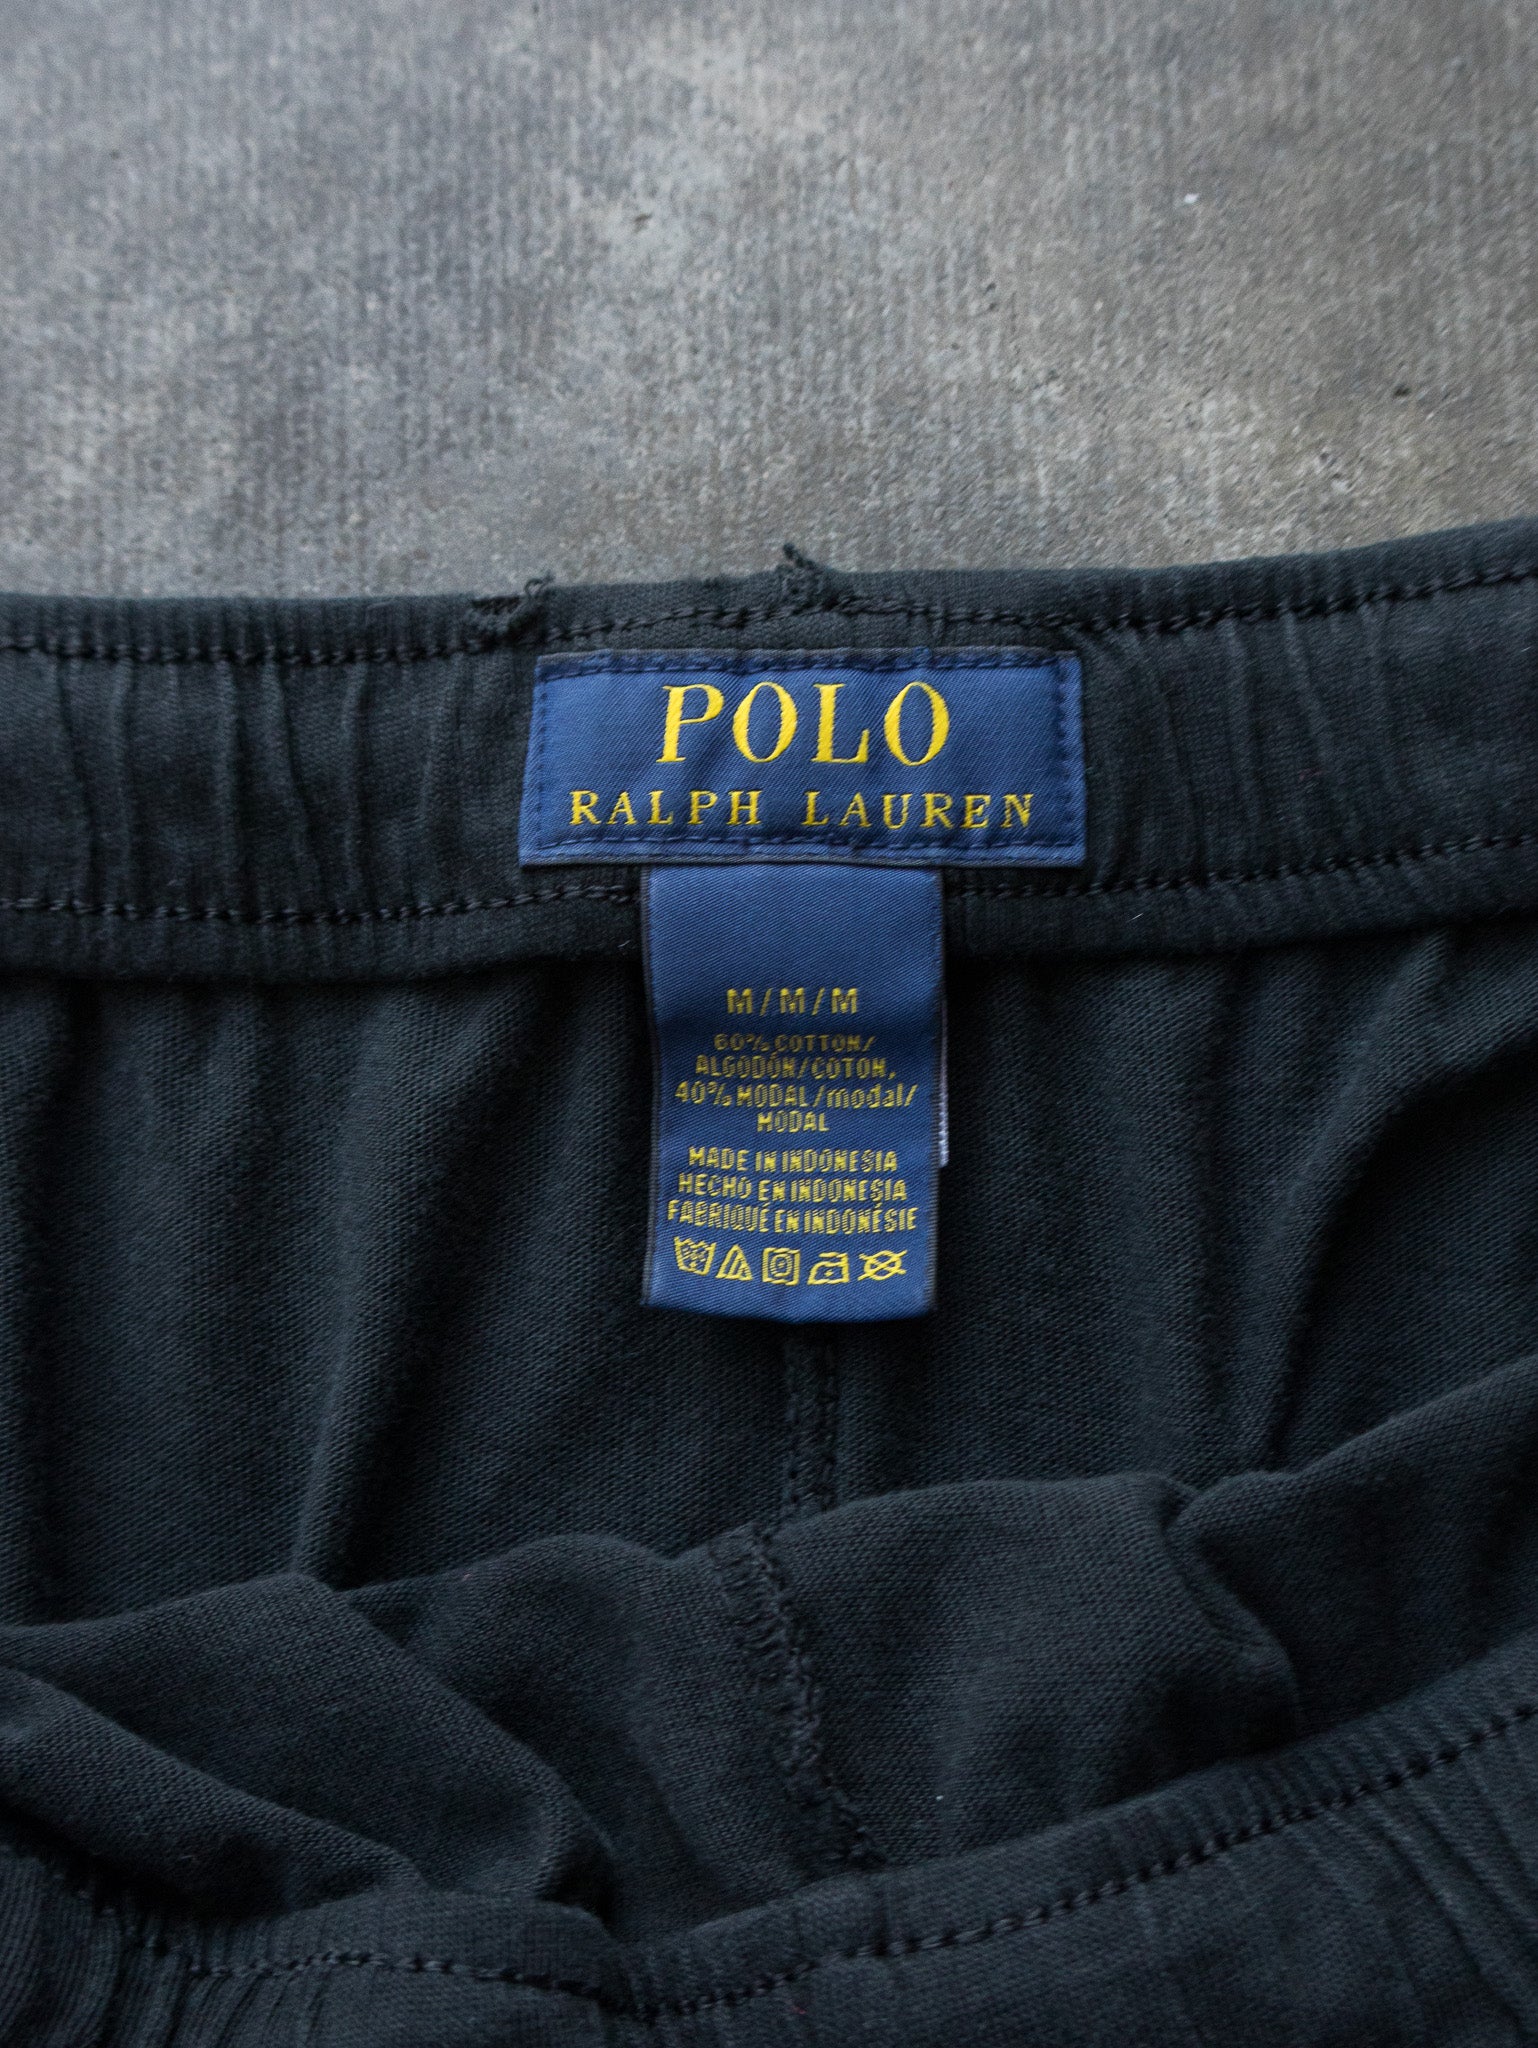 POLO
RALPH LAUREN
M/M/M
60% COTTON/
ALGODÓN/COTON,
40% MODAL/modal/
MODAL
MADE IN INDONESIA
HECHO EN INDONESIA
FABRIQUÉ EN INDONÉSIE